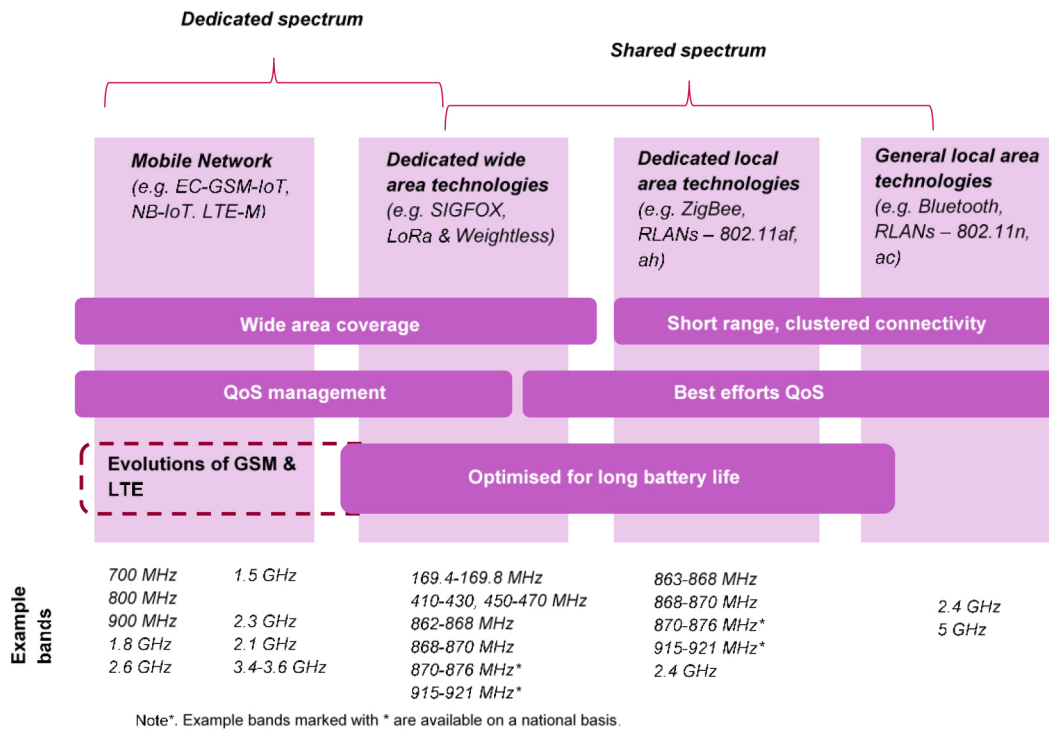 Dedicated spectrum
Shared spectrum
Mobile Network
(e.g. EC-GSM-IoT,
NB-IoT. LTE-M)
Dedicated wide
area technologies
(e.g. SIGFOX,
LoRa & Weightless)
Dedicated local
area technologies
(e.g. ZigBee,
RLANs – 802.11af,
ah)
General local area
technologies
(e.g. Bluetooth,
RLANs – 802.11n,
ac)
Wide area coverage
Short range, clustered connectivity
QoS management
Best efforts QoS
Evolutions of GSM &
LTE
Optimised for long battery life
Example
bands
700 MHz
800 MHz
900 MHz
1.8 GHz
2.6 GHz
1.5 GHz
2.3 GHz
2.1 GHz
3.4-3.6 GHz
169.4-169.8 MHz
410-430, 450-470 MHz
862-868 MHz
868-870 MHz
870-876 MHz*
915-921 MHz*
863-868 MHz
868-870 MHz
870-876 MHz*
915-921 MHz*
2.4 GHz
2.4 GHz
5 GHz
Note*. Example bands marked with * are available on a national basis.